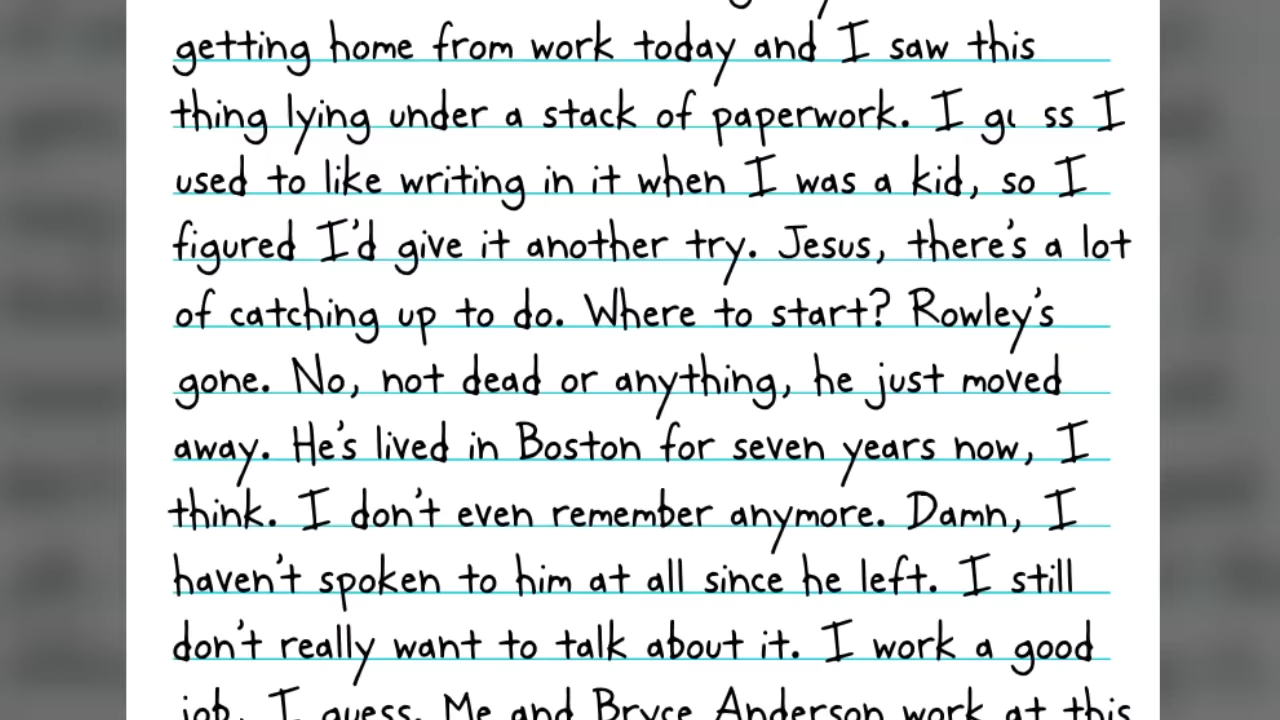 getting home from work today and I saw this
thing lying under a stack of paperwork. I I
used to like writing in it when I was a kid, so I
figured I'd give it another try. Jesus, there's a lot
of catching up to do. Where to start? Rowley's
gone. No, not dead or anything, he just moved
away. He's lived in Boston for seven years now, I
think. I don't even remember anymore. Damn, I
haven't spoken to him at all since he left. I still
don't really want to talk about it. I work a good
job, I guess. Me and Bryce Anderson work at this